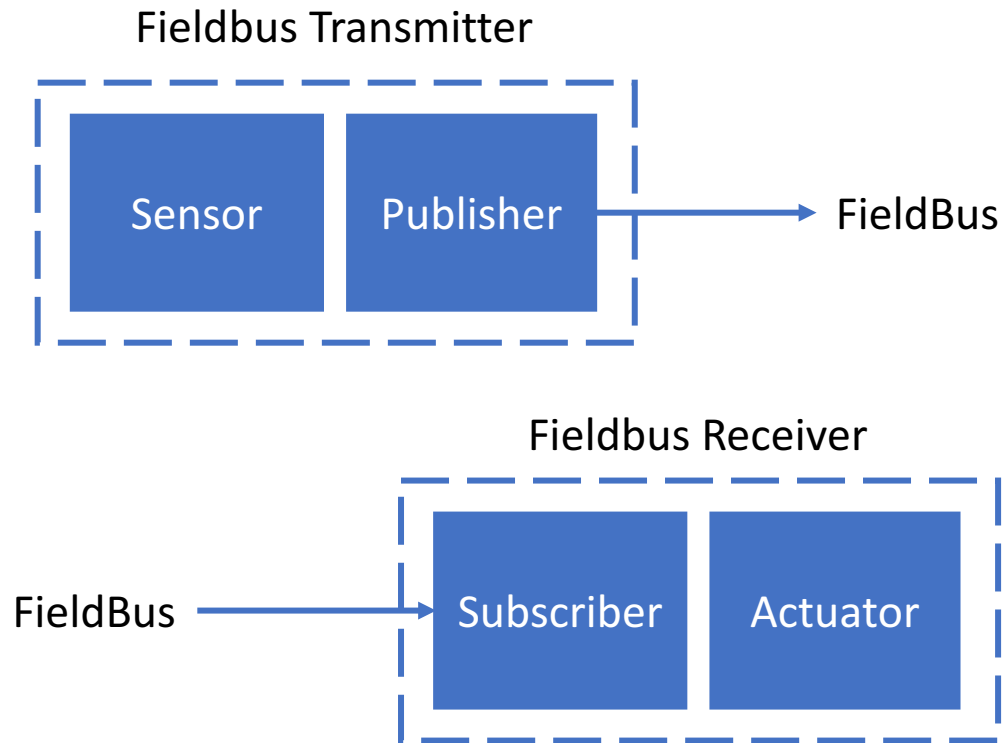 Fieldbus Transmitter
Sensor
Publisher
FieldBus
Fieldbus Receiver
FieldBus
Subscriber
Actuator